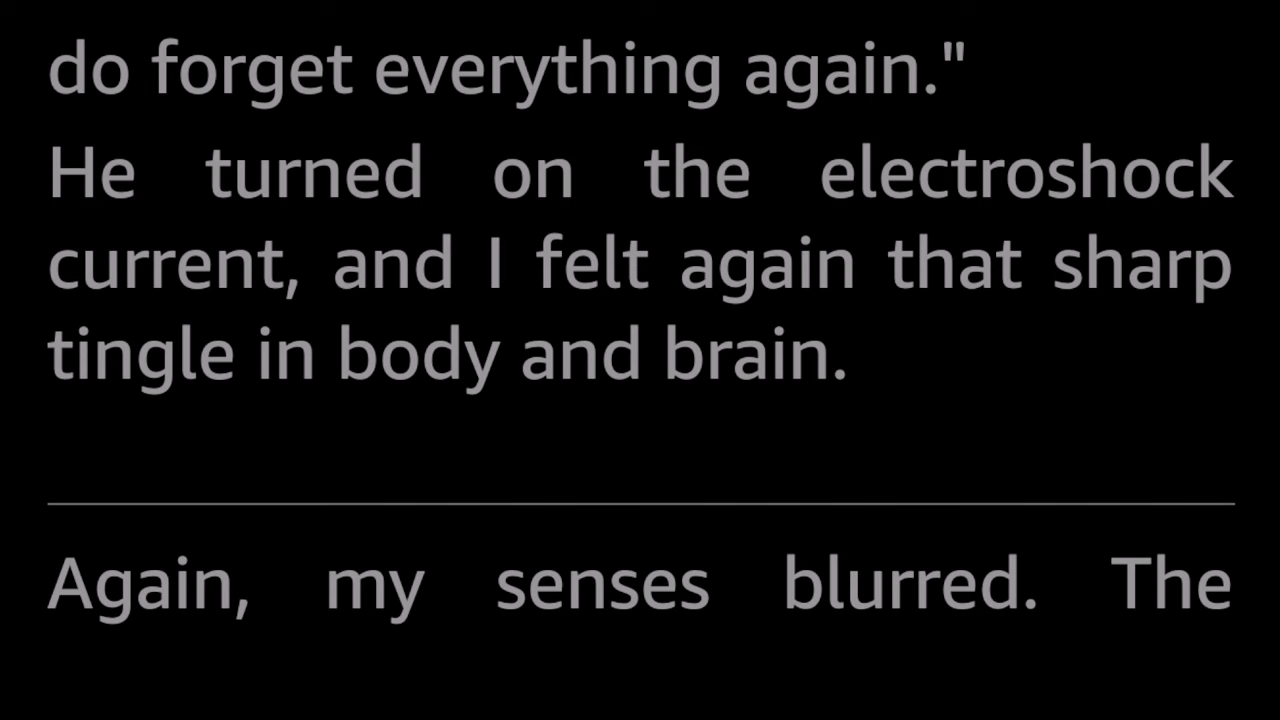 do forget everything again."
He turned on the electroshock
current, and I felt again that sharp
tingle in body and brain.
Again, my senses blurred. The